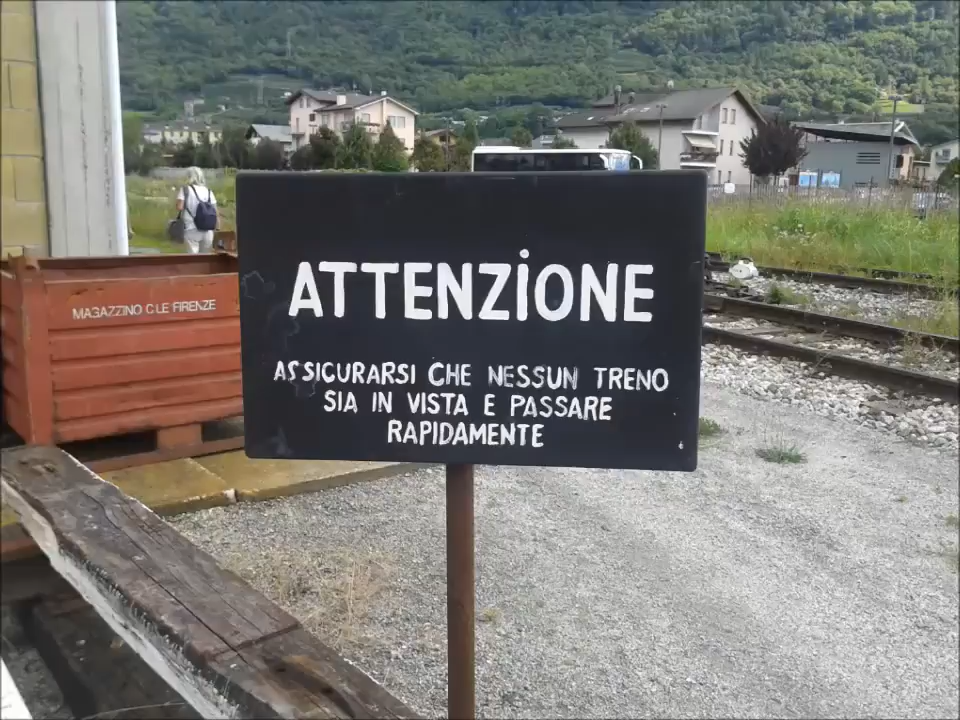 MAGAZZINO C.LE FIRENZE
ATTENZIONE
ASSICURARSI CHE NESSUN TRENO
SIA IN VISTA E PASSARE
RAPIDAMENTE